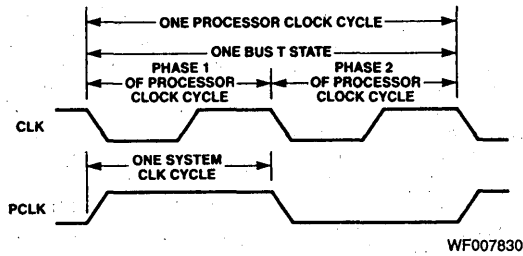 ONE PROCESSOR CLOCK CYCLE
ONE BUS T STATE
PHASE 1
OF PROCESSOR
CLOCK CYCLE
PHASE 2
OF PROCESSOR
CLOCK CYCLE
CLK
ONE SYSTEM
CLK CYCLE
PCLK
WF007830